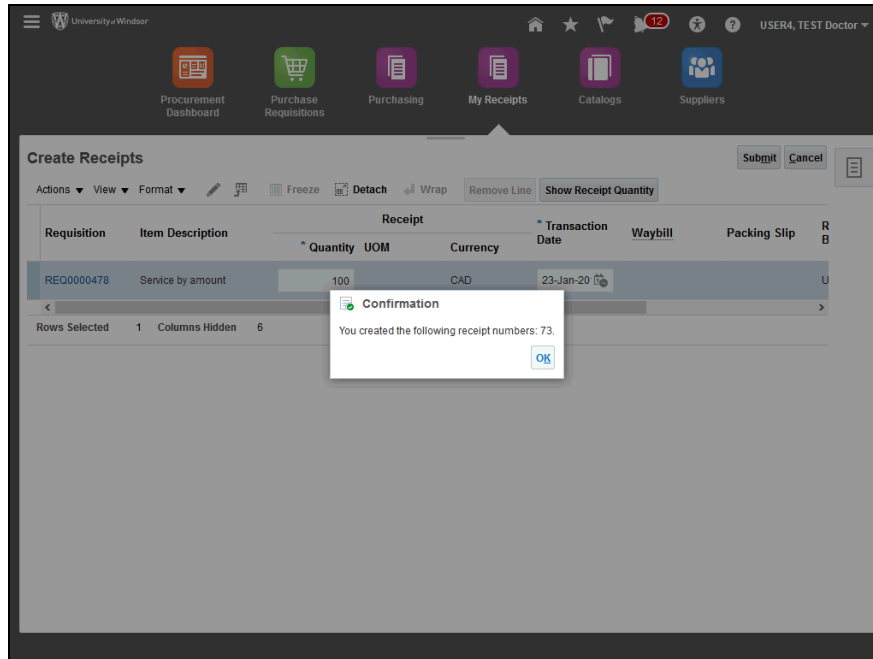 University of Windsor
12
USER4, TEST Doctor
Procurement Dashboard
Purchase Requisitions
Purchasing
My Receipts
Catalogs
Suppliers
Create Receipts
Submit Cancel
Actions View Format Freeze Detach Wrap Remove Line Show Receipt Quantity
Requisition Item Description Receipt * Quantity UOM Currency * Transaction Date Waybill Packing Slip R B
REQ0000478 Service by amount 100 CAD 23-Jan-20 U
Rows Selected 1 Columns Hidden 6
Confirmation
You created the following receipt numbers: 73.
OK